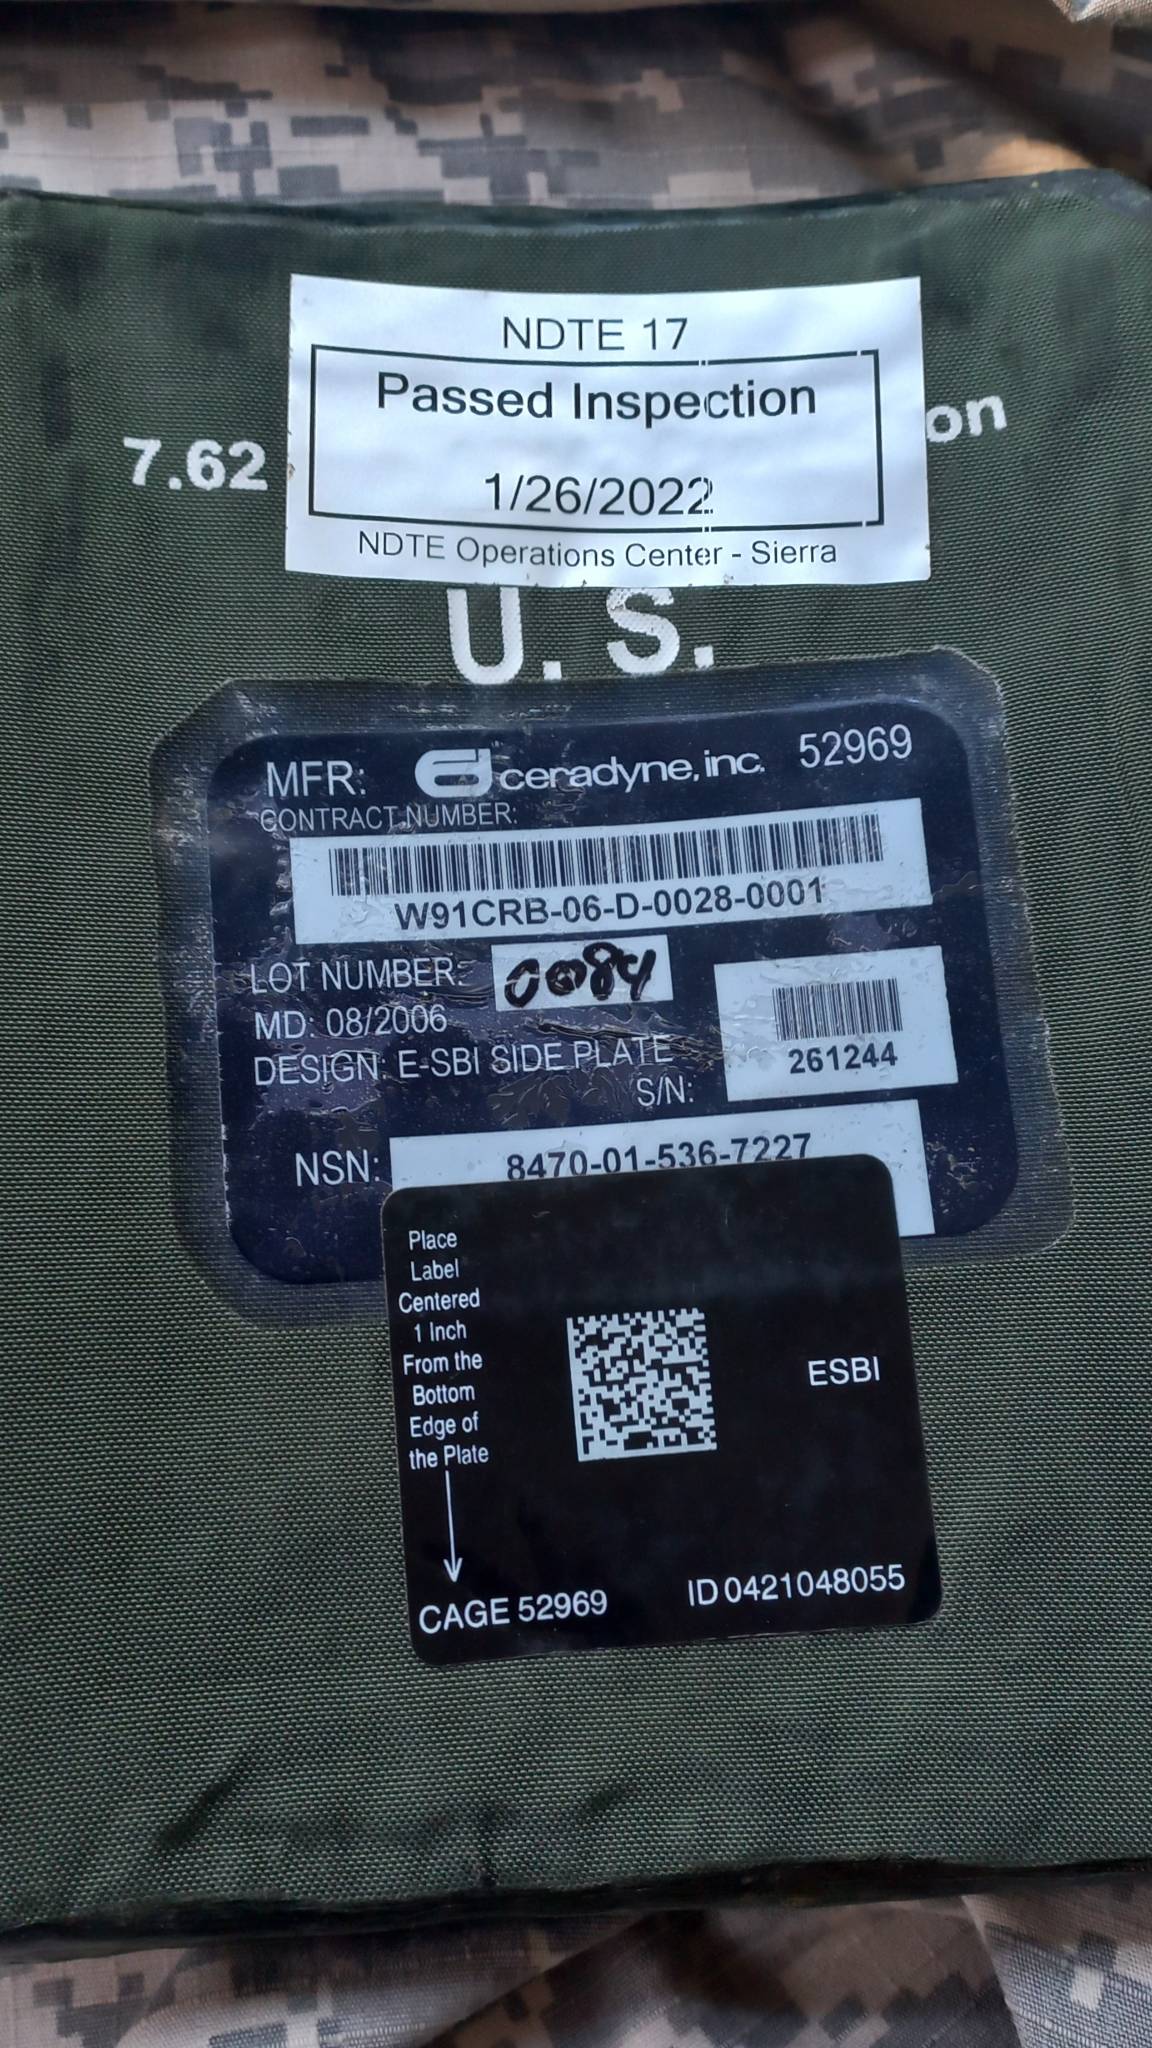 NDTE 17
Passed Inspection
1/26/2022
NDTE Operations Center - Sierra
7.62
on
U. S.
MFR: ceradyne, inc. 52969
CONTRACT NUMBER:
W91CRB-06-D-0028-0001
LOT NUMBER: 0084
MD: 08/2006
DESIGN: E-SBI SIDE PLATE
S/N: 261244
NSN: 8470-01-536-7227
Place
Label
Centered
1 Inch
From the
Bottom
Edge of
the Plate
ESBI
CAGE 52969
ID 0421048055